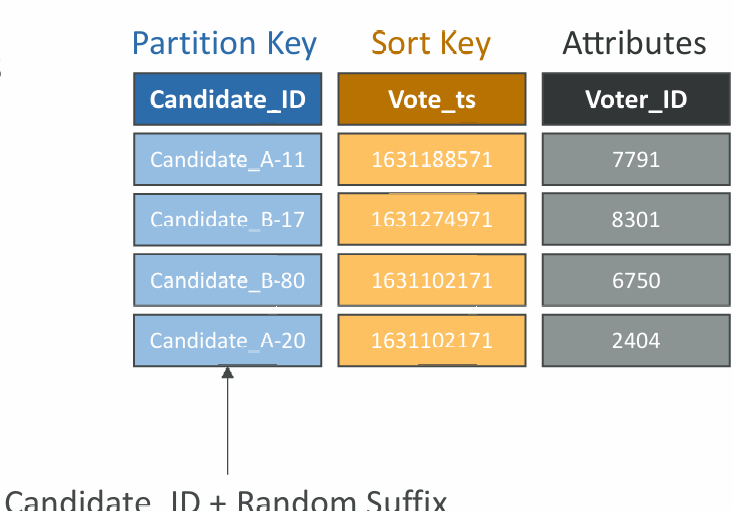 Partition Key Sort Key Attributes
Candidate_ID Vote_ts Voter_ID
Candidate_A-11 1631188571 7791
Candidate_B-17 1631274971 8301
Candidate_B-80 1631102171 6750
Candidate_A-20 1631102171 2404
Candidate_ID + Random Suffix